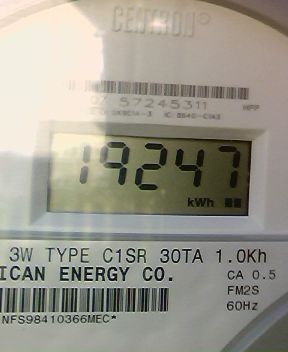 CENTRON
57245311
19247
kWh
3W TYPE C1SR 30TA 1.0Kh
ICAN ENERGY CO.
CA 0.5
FM2S
60Hz
NFS98410366MEC*